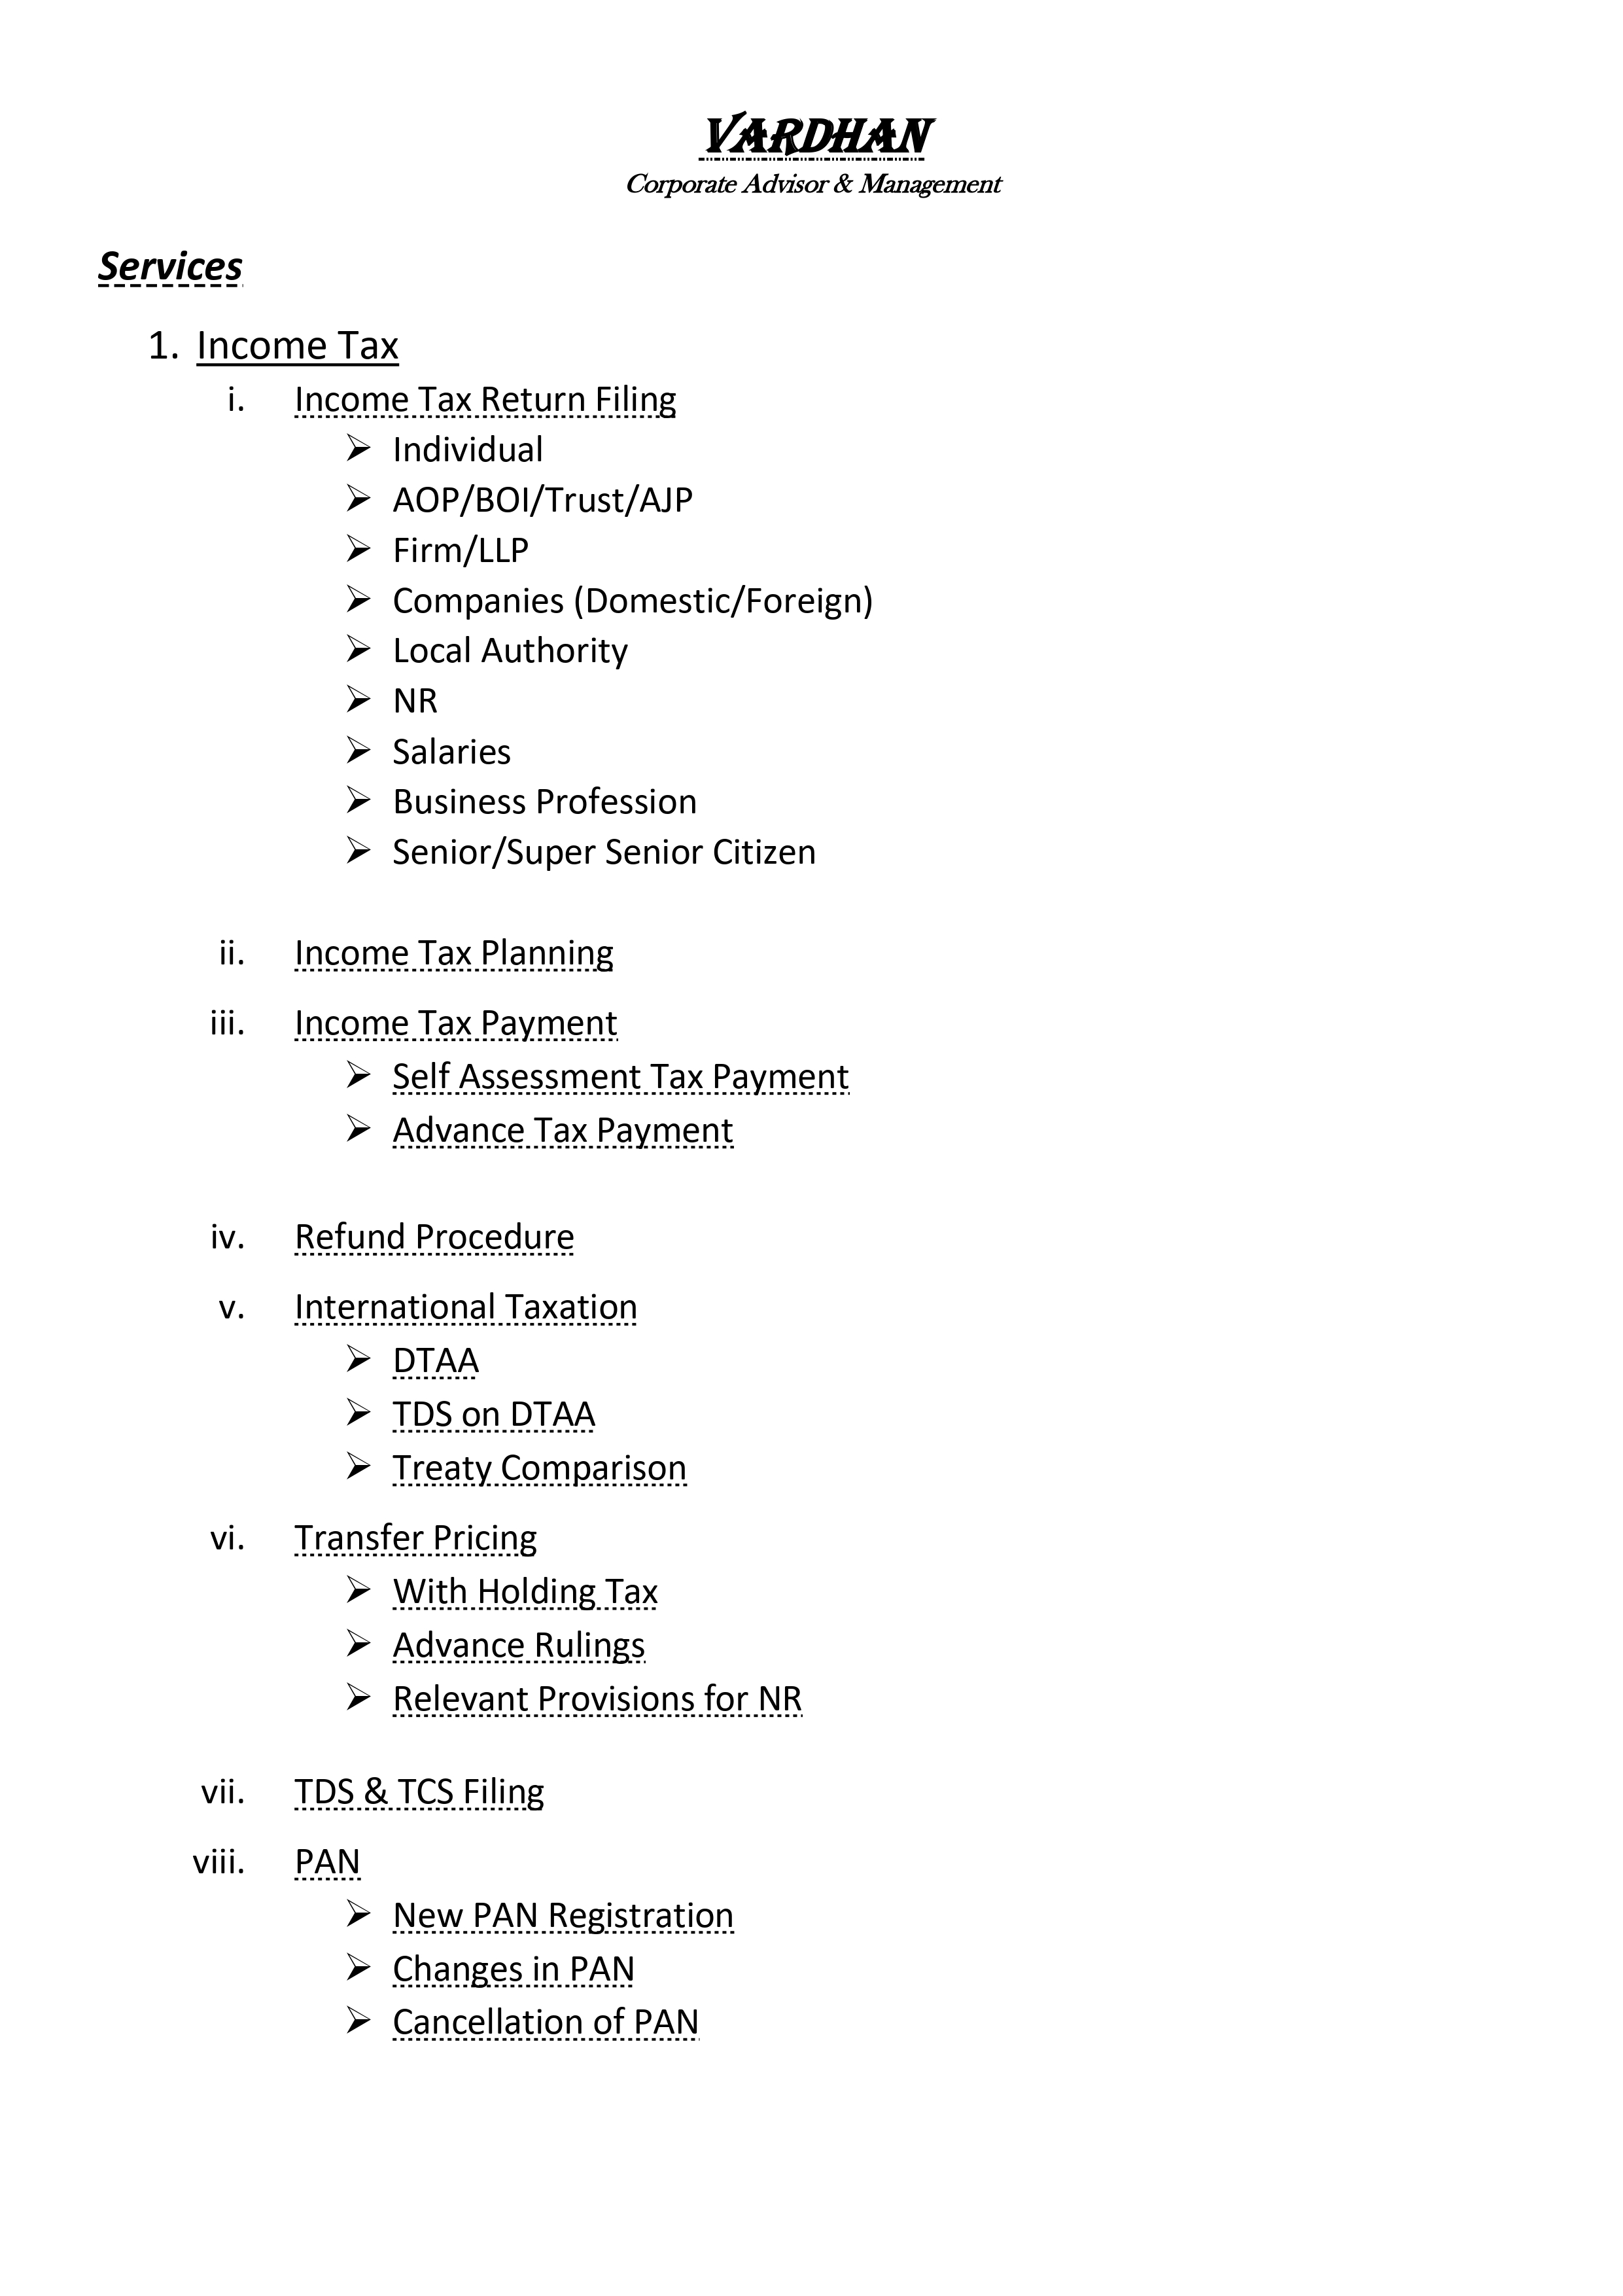 VARDHAN
Corporate Advisor & Management
Services
1. Income Tax
i. Income Tax Return Filing
➢ Individual
➢ AOP/BOI/Trust/AJP
➢ Firm/LLP
➢ Companies (Domestic/Foreign)
➢ Local Authority
➢ NR
➢ Salaries
➢ Business Profession
➢ Senior/Super Senior Citizen
ii. Income Tax Planning
iii. Income Tax Payment
➢ Self Assessment Tax Payment
➢ Advance Tax Payment
iv. Refund Procedure
v. International Taxation
➢ DTAA
➢ TDS on DTAA
➢ Treaty Comparison
vi. Transfer Pricing
➢ With Holding Tax
➢ Advance Rulings
➢ Relevant Provisions for NR
vii. TDS & TCS Filing
viii. PAN
➢ New PAN Registration
➢ Changes in PAN
➢ Cancellation of PAN